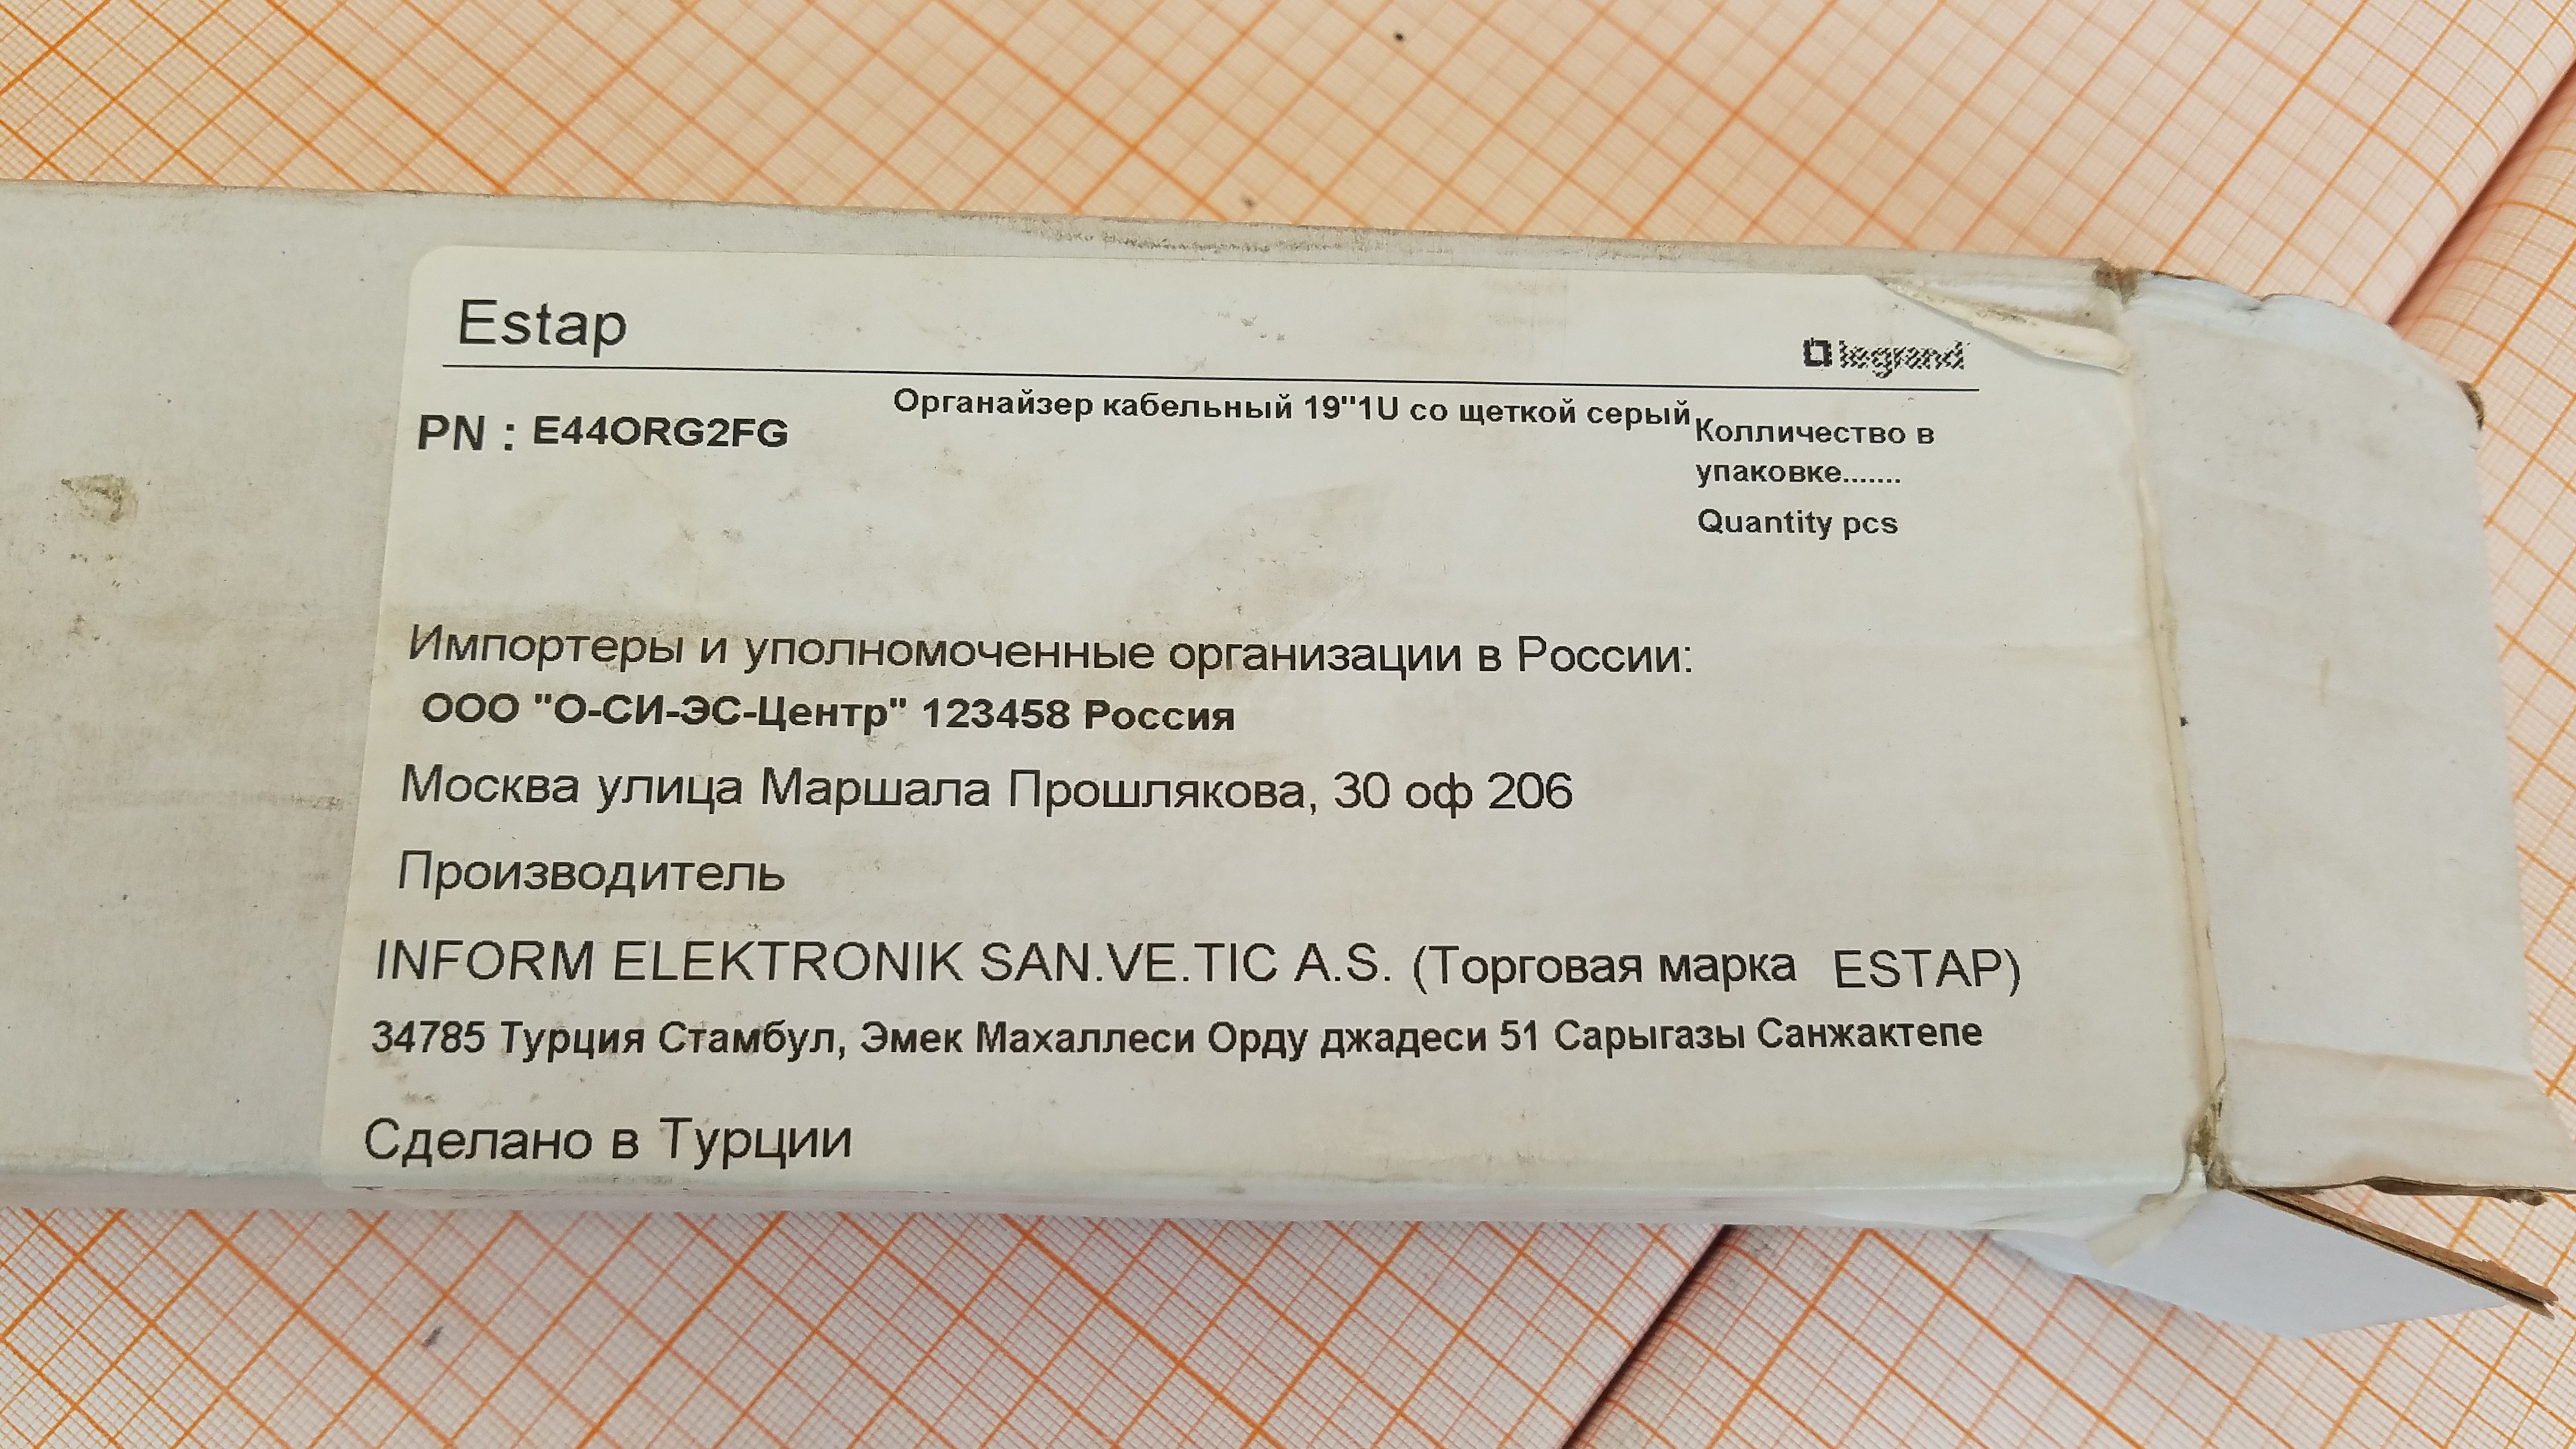 Estap
legrand
PN : E44ORG2FG
Органайзер кабельный 19"1U со щеткой серый
Колличество в
упаковке.......
Quantity pcs
Импортеры и уполномоченные организации в России:
ООО "О-СИ-ЭС-Центр" 123458 Россия
Москва улица Маршала Прошлякова, 30 оф 206
Производитель
INFORM ELEKTRONIK SAN.VE.TIC A.S. (Торговая марка ESTAP)
34785 Турция Стамбул, Эмек Махаллеси Орду джадеси 51 Сарыгазы Санжактепе
Сделано в Турции